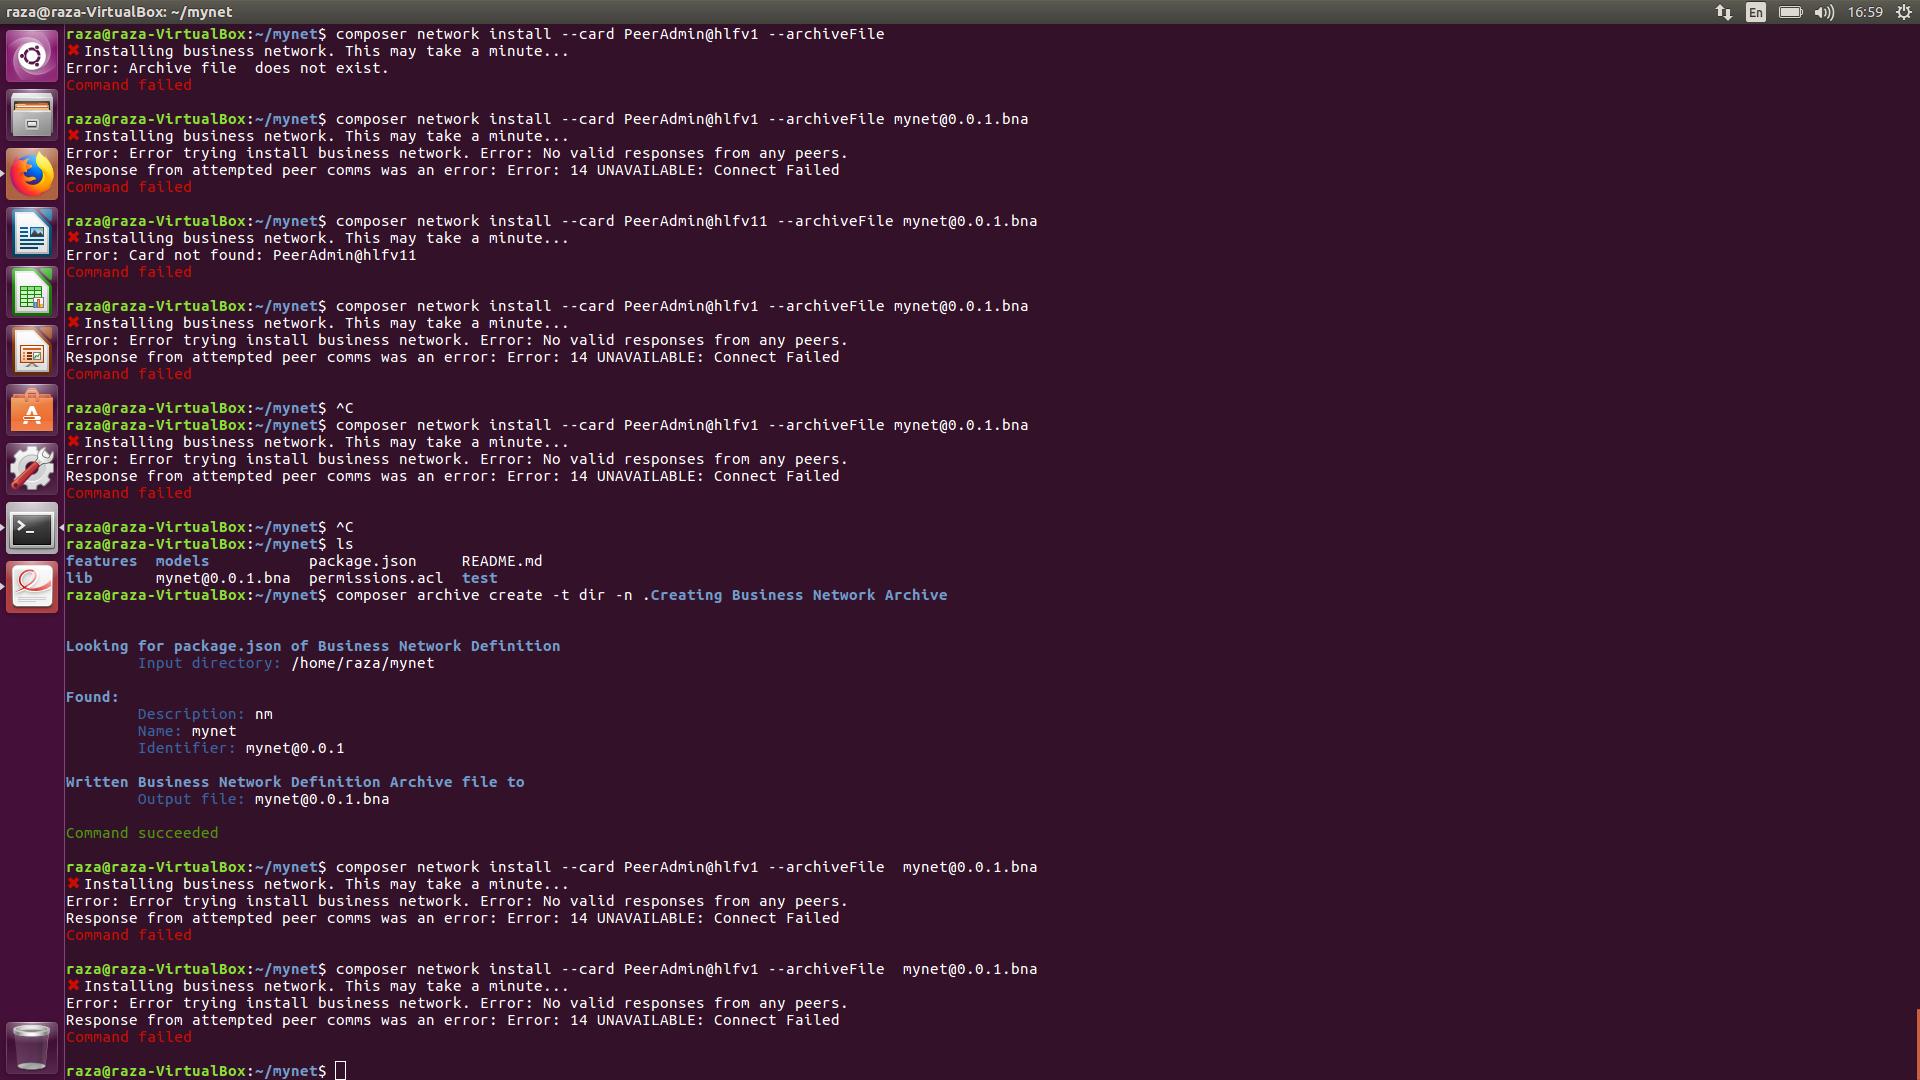 raza@raza-VirtualBox: ~/mynet
En
16:59
raza@raza-VirtualBox:~/mynet$ composer network install --card PeerAdmin@hlfv1 --archiveFile
✖ Installing business network. This may take a minute...
Error: Archive file  does not exist.
Command failed
raza@raza-VirtualBox:~/mynet$ composer network install --card PeerAdmin@hlfv1 --archiveFile mynet@0.0.1.bna
✖ Installing business network. This may take a minute...
Error: Error trying install business network. Error: No valid responses from any peers.
Response from attempted peer comms was an error: Error: 14 UNAVAILABLE: Connect Failed
Command failed
raza@raza-VirtualBox:~/mynet$ composer network install --card PeerAdmin@hlfv11 --archiveFile mynet@0.0.1.bna
✖ Installing business network. This may take a minute...
Error: Card not found: PeerAdmin@hlfv11
Command failed
raza@raza-VirtualBox:~/mynet$ composer network install --card PeerAdmin@hlfv1 --archiveFile mynet@0.0.1.bna
✖ Installing business network. This may take a minute...
Error: Error trying install business network. Error: No valid responses from any peers.
Response from attempted peer comms was an error: Error: 14 UNAVAILABLE: Connect Failed
Command failed
raza@raza-VirtualBox:~/mynet$ ^C
raza@raza-VirtualBox:~/mynet$ composer network install --card PeerAdmin@hlfv1 --archiveFile mynet@0.0.1.bna
✖ Installing business network. This may take a minute...
Error: Error trying install business network. Error: No valid responses from any peers.
Response from attempted peer comms was an error: Error: 14 UNAVAILABLE: Connect Failed
Command failed
raza@raza-VirtualBox:~/mynet$ ^C
raza@raza-VirtualBox:~/mynet$ ls
features  models           package.json     README.md
lib       mynet@0.0.1.bna  permissions.acl  test
raza@raza-VirtualBox:~/mynet$ composer archive create -t dir -n .Creating Business Network Archive
Looking for package.json of Business Network Definition
Input directory: /home/raza/mynet
Found:
Description: nm
Name: mynet
Identifier: mynet@0.0.1
Written Business Network Definition Archive file to
Output file: mynet@0.0.1.bna
Command succeeded
raza@raza-VirtualBox:~/mynet$ composer network install --card PeerAdmin@hlfv1 --archiveFile  mynet@0.0.1.bna
✖ Installing business network. This may take a minute...
Error: Error trying install business network. Error: No valid responses from any peers.
Response from attempted peer comms was an error: Error: 14 UNAVAILABLE: Connect Failed
Command failed
raza@raza-VirtualBox:~/mynet$ composer network install --card PeerAdmin@hlfv1 --archiveFile  mynet@0.0.1.bna
✖ Installing business network. This may take a minute...
Error: Error trying install business network. Error: No valid responses from any peers.
Response from attempted peer comms was an error: Error: 14 UNAVAILABLE: Connect Failed
Command failed
raza@raza-VirtualBox:~/mynet$